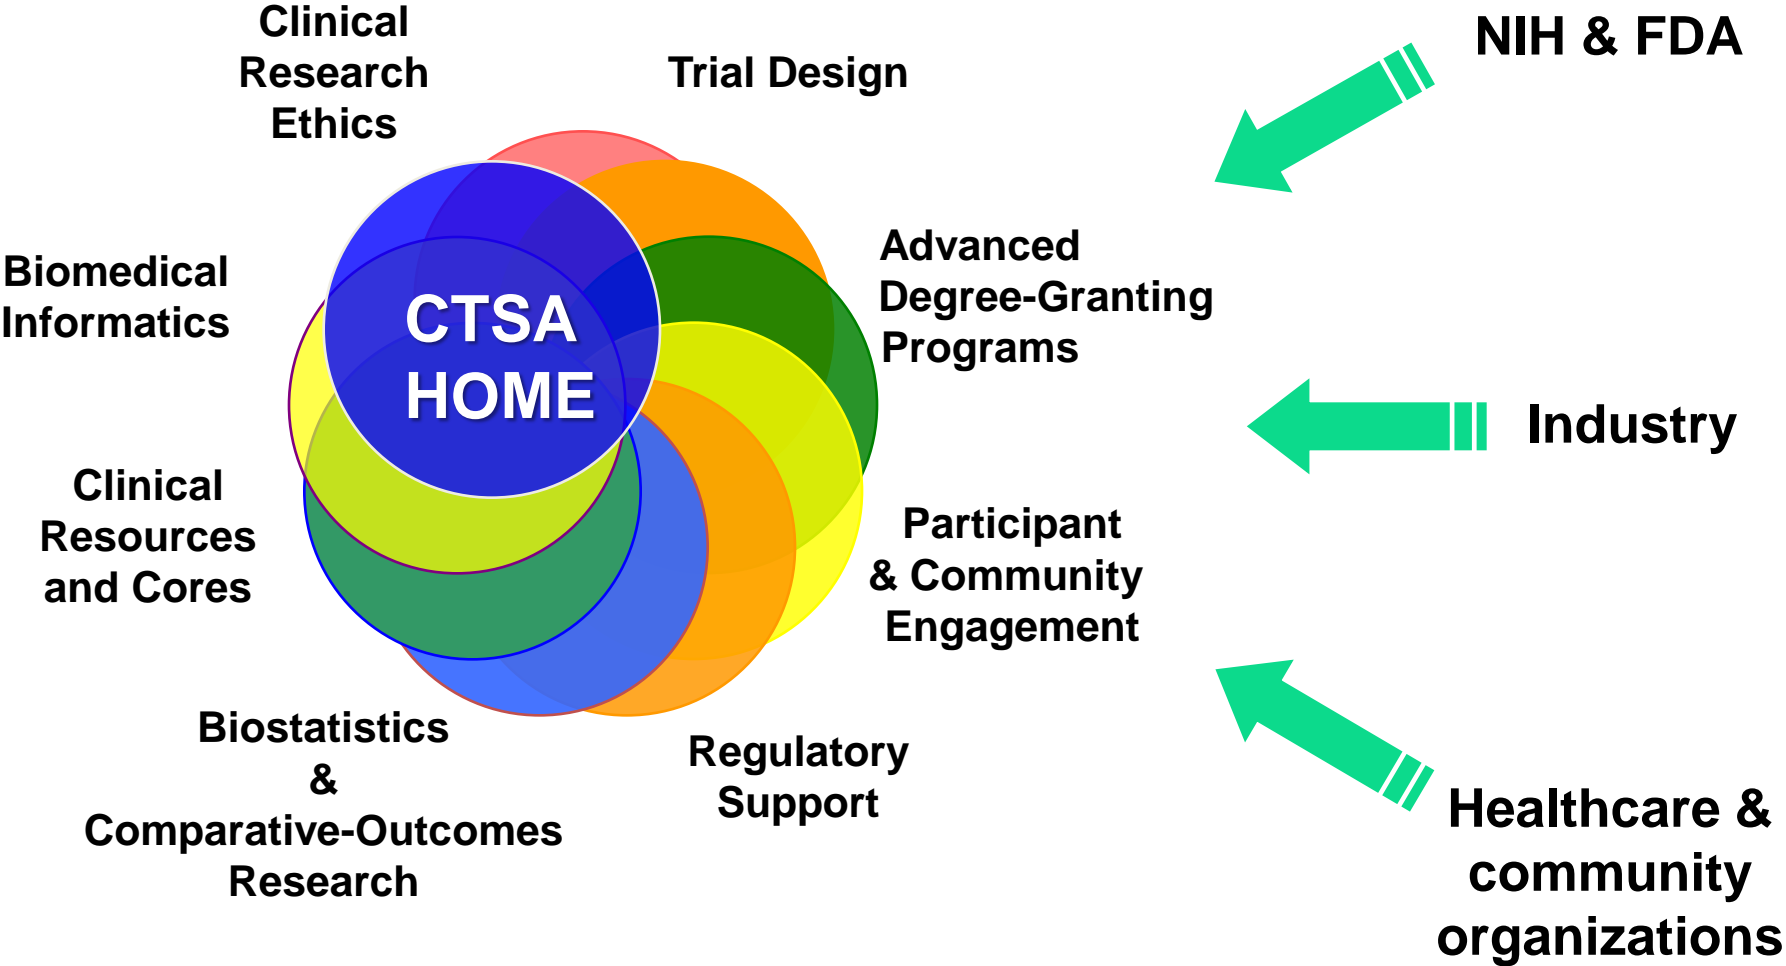 Clinical
Research
Ethics
Trial Design
NIH & FDA
Biomedical
Informatics
CTSA
HOME
Advanced
Degree-Granting
Programs
Industry
Clinical
Resources
and Cores
Participant
& Community
Engagement
Biostatistics
&
Comparative-Outcomes
Research
Regulatory
Support
Healthcare &
community
organizations